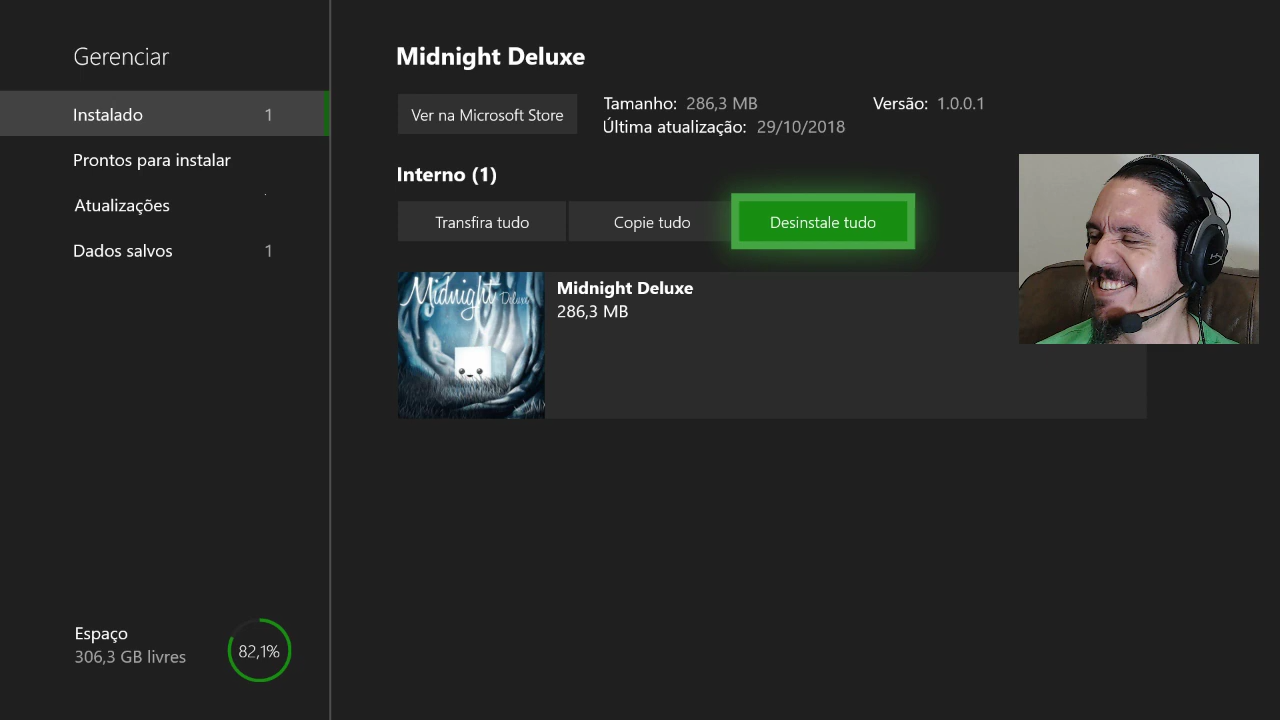 Gerenciar
Instalado 1
Prontos para instalar
Atualizações
Dados salvos 1
Espaço
306,3 GB livres
82,1%
Midnight Deluxe
Ver na Microsoft Store
Tamanho: 286,3 MB
Versão: 1.0.0.1
Última atualização: 29/10/2018
Interno (1)
Transfira tudo
Copie tudo
Desinstale tudo
Midnight Deluxe
Midnight Deluxe
286,3 MB